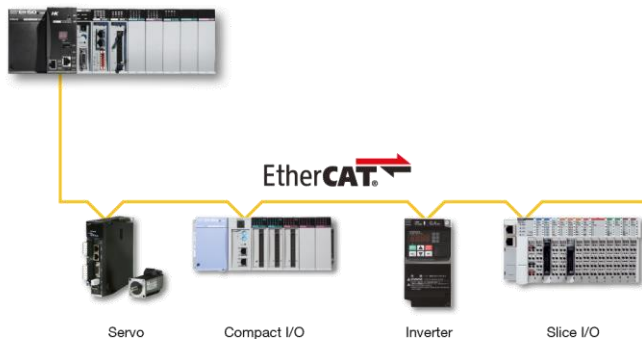 EtherCAT®
Servo
Compact I/O
Inverter
Slice I/O